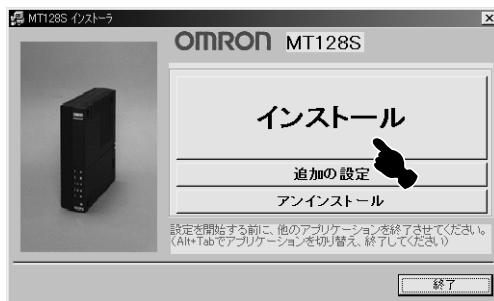 MT128S インストーラ
OMRON MT128S
インストール
追加の設定
アンインストール
設定を開始する前に、他のアプリケーションを終了させてください。
(Alt+Tabでアプリケーションを切り替え、終了してください)
終了